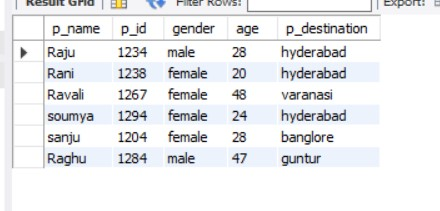 Result Grid Filter Rows: Export:
p_name p_id gender age p_destination
Raju 1234 male 28 hyderabad
Rani 1238 female 20 hyderabad
Ravali 1267 female 48 varanasi
soumya 1294 female 24 hyderabad
sanju 1204 female 28 banglore
Raghu 1284 male 47 guntur